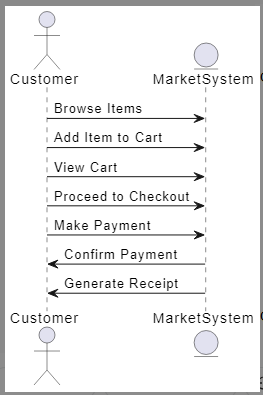 Customer MarketSystem
Browse Items
Add Item to Cart
View Cart
Proceed to Checkout
Make Payment
Confirm Payment
Generate Receipt
Customer MarketSystem